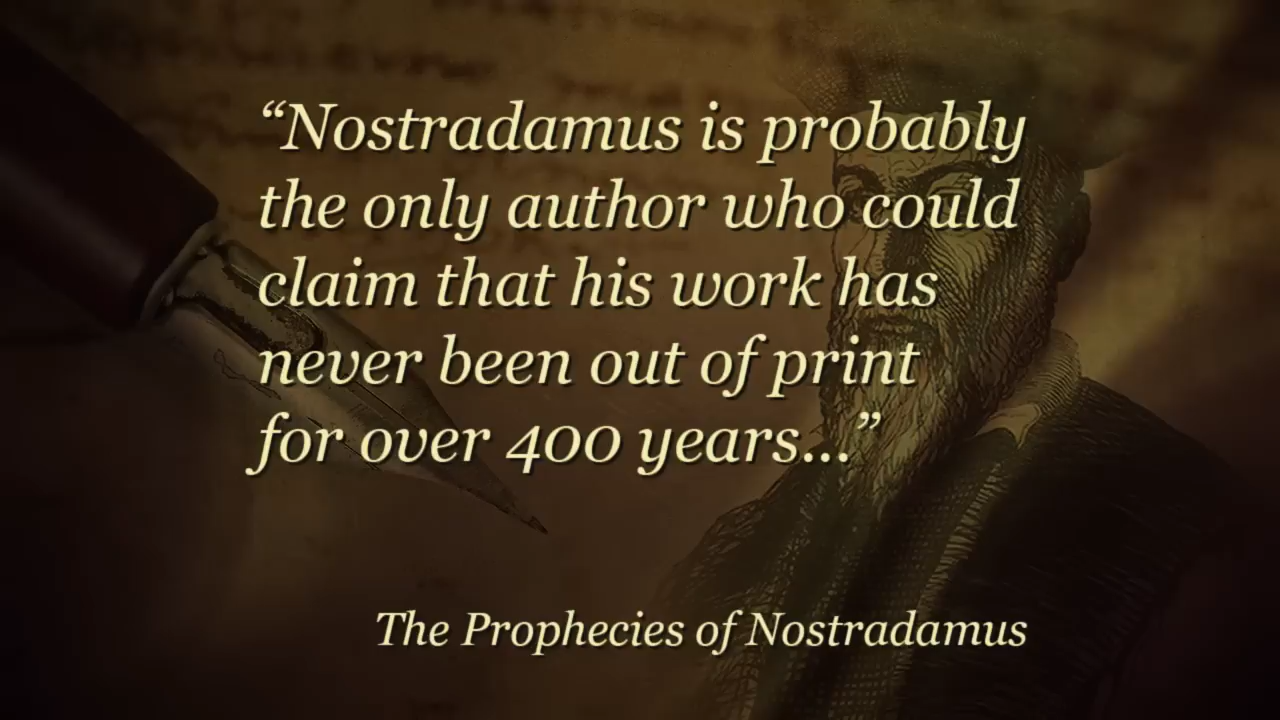 “Nostradamus is probably
the only author who could
claim that his work has
never been out of print
for over 400 years...”
The Prophecies of Nostradamus